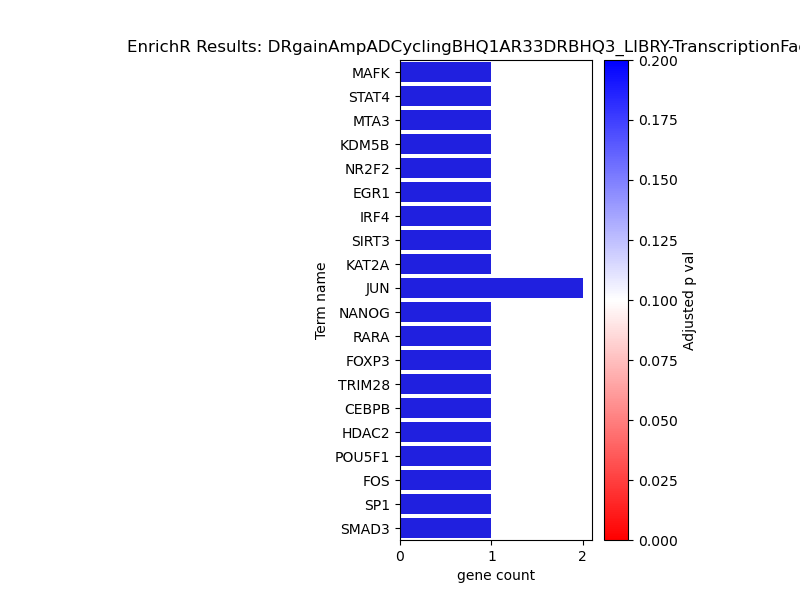 EnrichR Results: DRgainAmpADCyclingBHQ1AR33DRBHQ3_LIBRY-TranscriptionFa
MAFK
STAT4
MTA3
KDM5B
NR2F2
EGR1
IRF4
SIRT3
KAT2A
JUN
NANOG
RARA
FOXP3
TRIM28
CEBPB
HDAC2
POU5F1
FOS
SP1
SMAD3
Term name
0 1 2
gene count
0.200
0.175
0.150
0.125
0.100
0.075
0.050
0.025
0.000
Adjusted p val